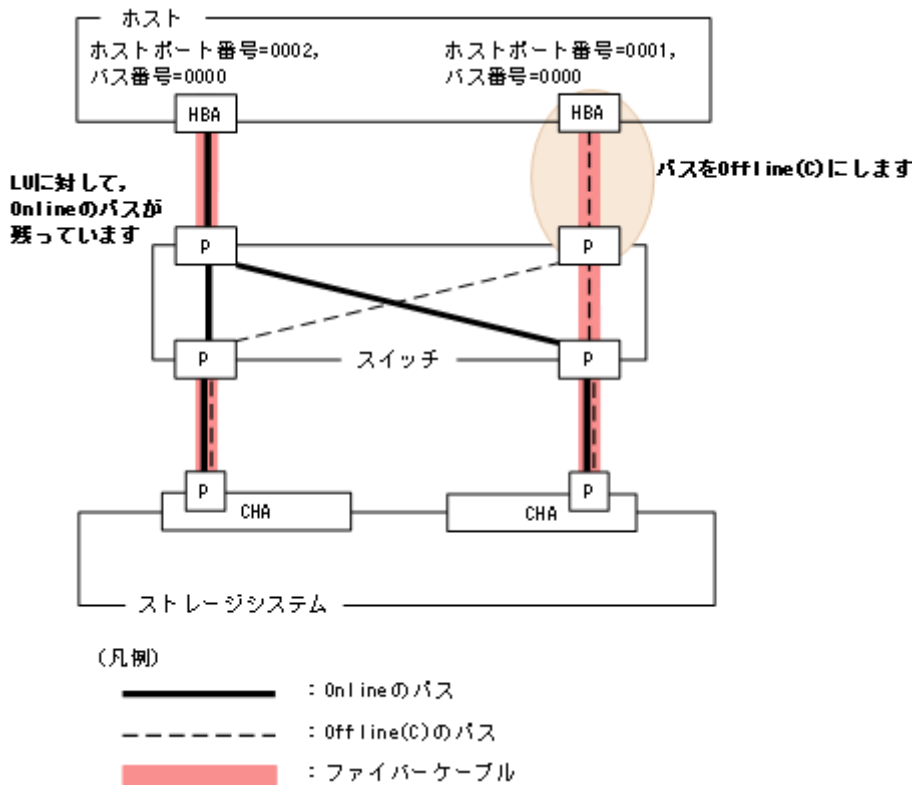 ホスト
ホストポート番号=0002,
バス番号=0000
ホストポート番号=0001,
バス番号=0000
HBA
HBA
LUに対して,
Onlineのパスが
残っています
パスをOffline(C)にします
P
P
P
スイッチ
P
P
P
CHA
CHA
ストレージシステム
(凡例)
: Onlineのパス
: Offline(C)のパス
: ファイバーケーブル